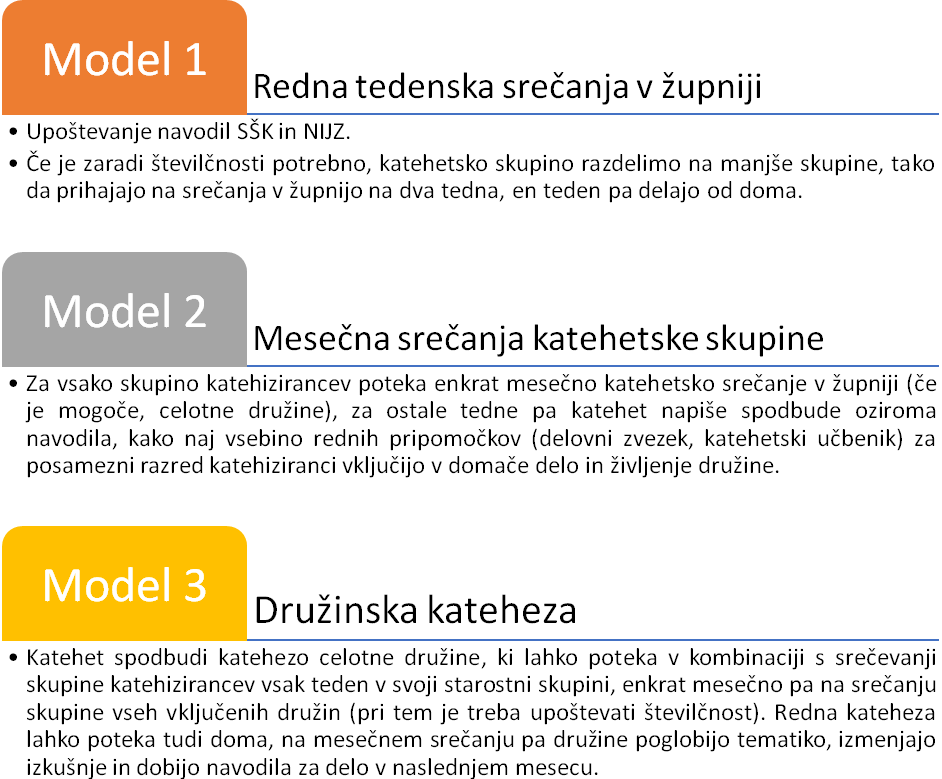 Model 1
Redna tedenska srečanja v župniji
• Upoštevanje navodil SŠK in NIJZ.
• Če je zaradi številčnosti potrebno, katehetsko skupino razdelimo na manjše skupine, tako
da prihajajo na srečanja v župnijo na dva tedna, en teden pa delajo od doma.
Model 2
Mesečna srečanja katehetske skupine
• Za vsako skupino katehizirancev poteka enkrat mesečno katehetsko srečanje v župniji (če
je mogoče, celotne družine), za ostale tedne pa katehet napiše spodbude oziroma
navodila, kako naj vsebino rednih pripomočkov (delovni zvezek, katehetski učbenik) za
posamezni razred katehiziranci vključijo v domače delo in življenje družine.
Model 3
Družinska kateheza
• Katehet spodbudi katehezo celotne družine, ki lahko poteka v kombinaciji s srečevanji
skupine katehizirancev vsak teden v svoji starostni skupini, enkrat mesečno pa na srečanju
skupine vseh vključenih družin (pri tem je treba upoštevati številčnost). Redna kateheza
lahko poteka tudi doma, na mesečnem srečanju pa družine poglobijo tematiko, izmenjajo
izkušnje in dobijo navodila za delo v naslednjem mesecu.